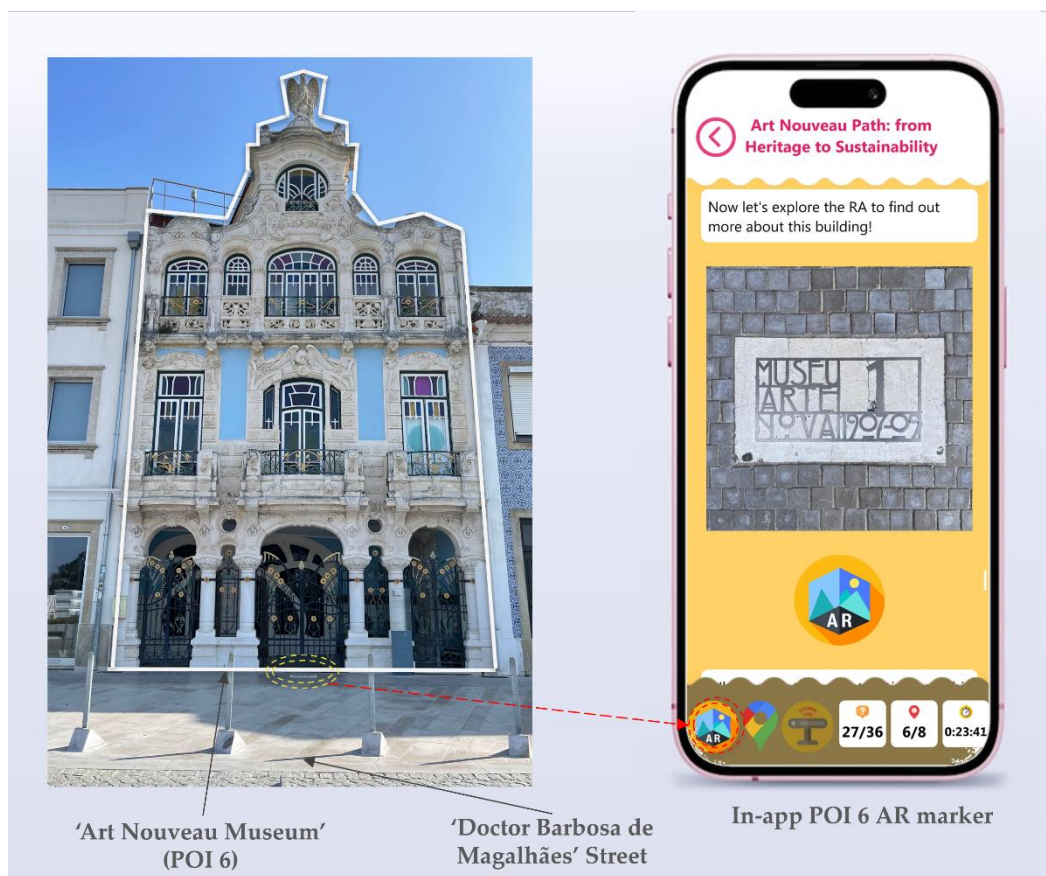 'Art Nouveau Museum'
(POI 6)
'Doctor Barbosa de
Magalhães' Street
Art Nouveau Path: from
Heritage to Sustainability
Now let's explore the RA to find out
more about this building!
MUSEU
ARTE
NOVA
1
1907-09
AR
AR
27/36
6/8
0:23:41
In-app POI 6 AR marker